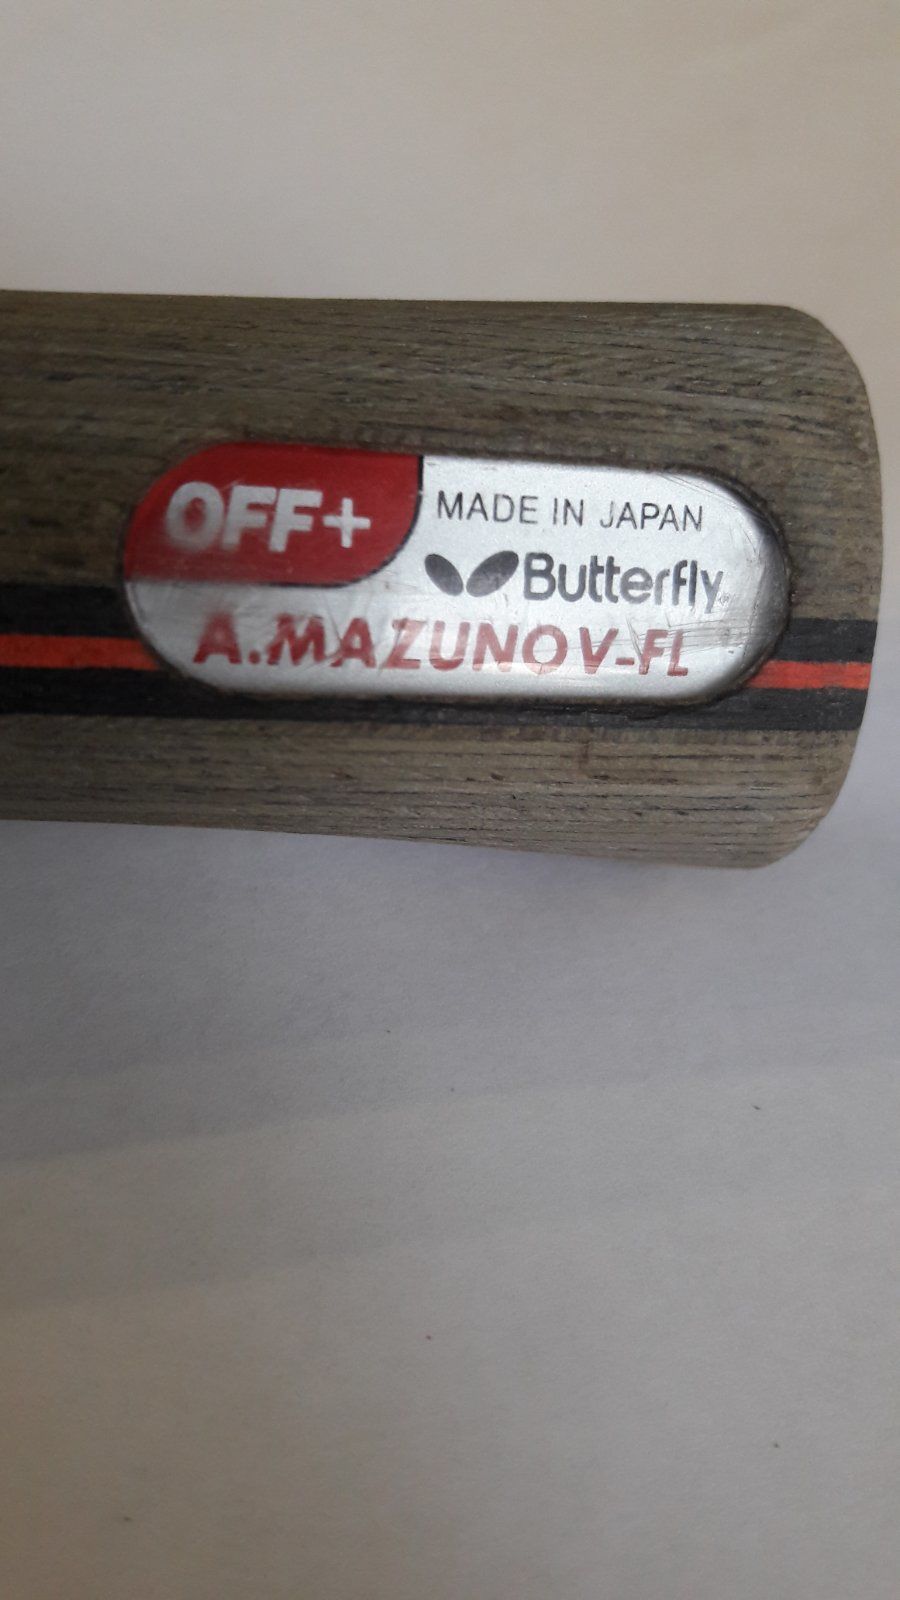 OFF+
MADE IN JAPAN
Butterfly
A.MAZUNOV-FL